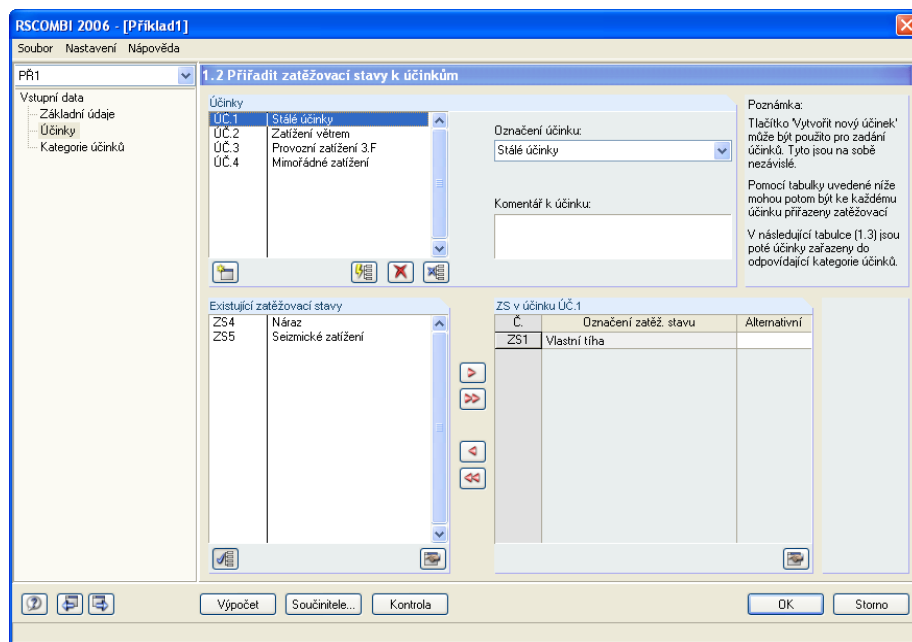 RSCOMBI 2006 - [Příklad1]
Soubor Nastavení Nápověda
PŘ1
Vstupní data
Základní údaje
Účinky
Kategorie účinků
1.2 Přiřadit zatěžovací stavy k účinkům
Účinky
ÚČ.1 Stálé účinky
ÚČ.2 Zatížení větrem
ÚČ.3 Provozní zatížení 3.F
ÚČ.4 Mimořádné zatížení
Označení účinku:
Stálé účinky
Komentář k účinku:
Poznámka:
Tlačítko 'Vytvořit nový účinek'
může být použito pro zadání
účinků. Tyto jsou na sobě
nezávislé.
Pomocí tabulky uvedené níže
mohou potom být ke každému
účinku přiřazeny zatěžovací
V následující tabulce (1.3) jsou
poté účinky zařazeny do
odpovídající kategorie účinků.
Existující zatěžovací stavy
ZS4 Náraz
ZS5 Seizmické zatížení
ZS v účinku ÚČ.1
Č. Označení zatěž. stavu Alternativní
ZS1 Vlastní tíha
Výpočet Součinitele... Kontrola OK Storno